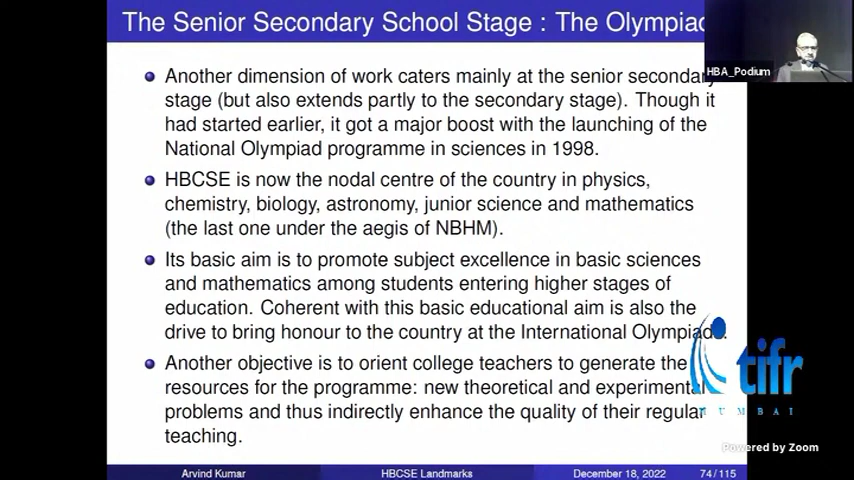 The Senior Secondary School Stage : The Olympiad
HBA_Podium
Another dimension of work caters mainly at the senior secondary
stage (but also extends partly to the secondary stage). Though it
had started earlier, it got a major boost with the launching of the
National Olympiad programme in sciences in 1998.
HBCSE is now the nodal centre of the country in physics,
chemistry, biology, astronomy, junior science and mathematics
(the last one under the aegis of NBHM).
Its basic aim is to promote subject excellence in basic sciences
and mathematics among students entering higher stages of
education. Coherent with this basic educational aim is also the
drive to bring honour to the country at the International Olympiads.
Another objective is to orient college teachers to generate the
resources for the programme: new theoretical and experimental
problems and thus indirectly enhance the quality of their regular
teaching.
tifr
MUMBAI
Powered by Zoom
Arvind Kumar HBCSE Landmarks December 18, 2022 74 / 115